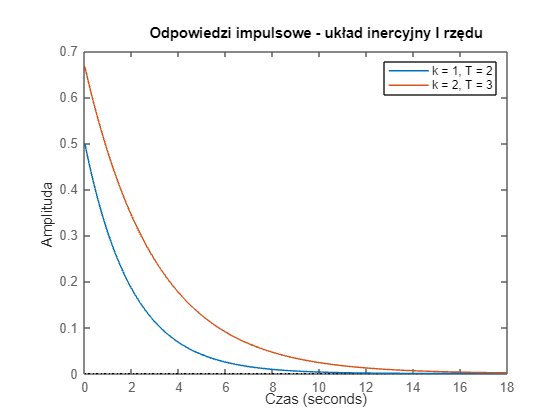 Odpowiedzi impulsowe - układ inercyjny I rzędu
k = 1, T = 2
k = 2, T = 3
Amplituda
0.7
0.6
0.5
0.4
0.3
0.2
0.1
0
0 2 4 6 8 10 12 14 16 18
Czas (seconds)